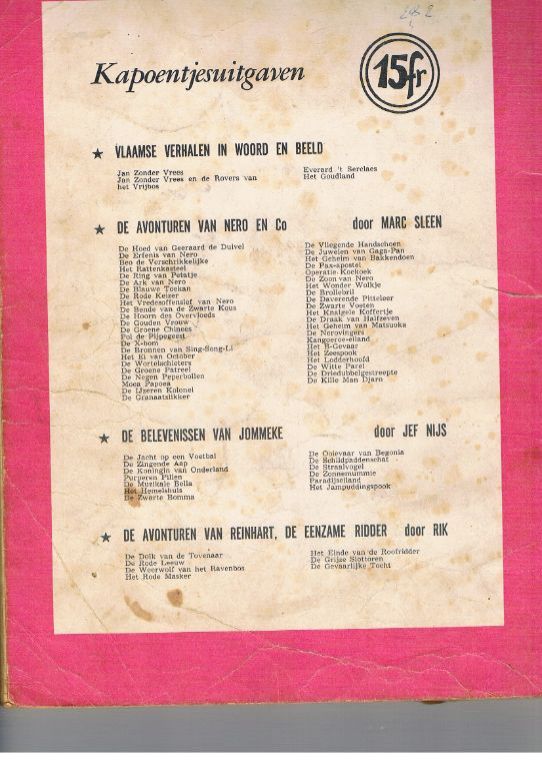 Kapoentjesuitgaven
15fr
★ VLAAMSE VERHALEN IN WOORD EN BEELD
Jan Zonder Vrees
Jan Zonder Vrees en de Rovers van
het Vrijbos
Everard 't Serclaes
Het Goudland
★ DE AVONTUREN VAN NERO EN Co door MARC SLEEN
De Hoed van Geeraard de Duivel
De Erfenis van Nero
Beo de Verschrikkelijke
Het Rattenkasteel
De Ring van Petatje
De Ark van Nero
De Blauwe Toekan
De Rode Keizer
Het Vredesoffensief van Nero
De Bende van de Zwarte Kous
De Hoorn des Overvloeds
De Gouden Vrouw
De Groene Chinees
Pol de Pijpegeest
De X-bom
De Bronnen van Sing-Song-Li
Het Ei van October
De Wortelschieters
De Groene Patreel
De Negen Peperbollen
Moea Papoea
De IJzeren Kolonel
De Granaatslikker
De Vliegende Handschoen
De Juwelen van Gaga-Pan
Het Geheim van Bakkendoen
De Pax-apostel
Operatie Koekoek
De Zoon van Nero
Het Wonder Wolkje
De Brollebril
De Daverende Pitteleer
De Zwarte Voeten
Het Knalgele Koffertje
De Draak van Halfzeven
Het Geheim van Matsuoka
De Nerovingers
Kangoeroe-eiland
Het B-Gevaar
Het Zeespook
Het Lodderhoofd
De Witte Parel
De Driedubbelgestreepte
De Kille Man Djaro
★ DE BELEVENISSEN VAN JOMMEKE door JEF NIJS
De Jacht op een Voetbal
De Zingende Aap
De Koningin van Onderland
Purperen Pillen
De Muzikale Bella
Het Hemelshuis
De Zwarte Bomma
De Ooievaar van Begonia
De Schildpaddenschat
De Straalvogel
De Zonnemummie
Paradijseiland
Het Jampuddingspook
★ DE AVONTUREN VAN REINHART, DE EENZAME RIDDER door RIK
De Dolk van de Tovenaar
De Rode Leeuw
De Weerwolf van het Ravenbos
Het Rode Masker
Het Einde van de Roofridder
De Grijze Slottoren
De Gevaarlijke Tocht